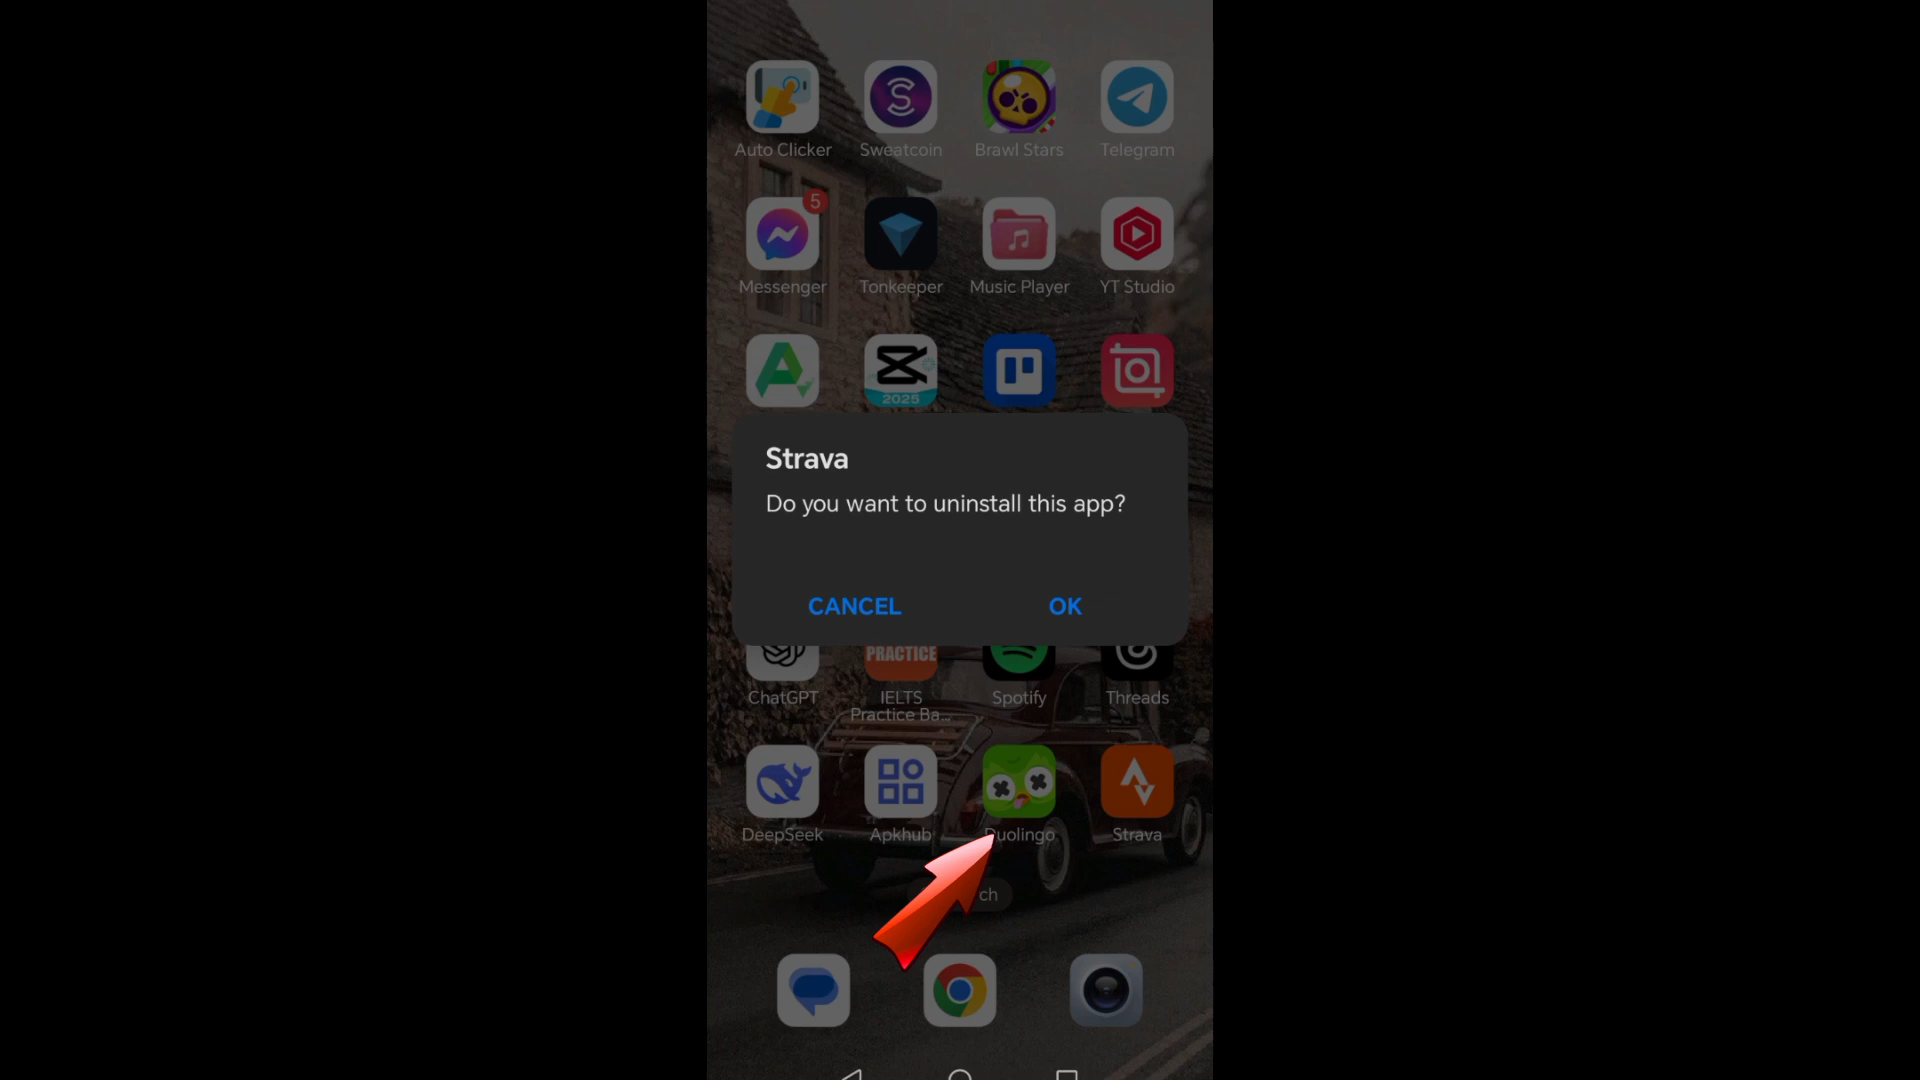 Auto Clicker
Sweatcoin
Brawl Stars
Telegram
5
Messenger
Tonkeeper
Music Player
YT Studio
2025
Strava
Do you want to uninstall this app?
CANCEL
OK
PRACTICE
ChatGPT
IELTS
Practice Ba...
Spotify
Threads
DeepSeek
Apkhub
Duolingo
Strava
ch